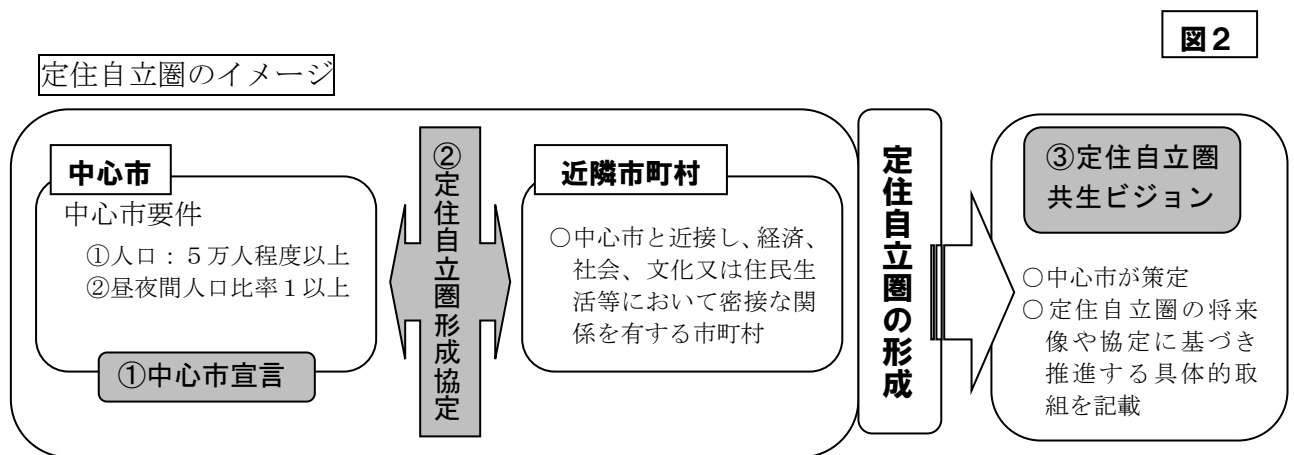 図2
定住自立圏のイメージ
中心市
中心市要件
①人口：５万人程度以上
②昼夜間人口比率１以上
①中心市宣言
②定住自立圏形成協定
近隣市町村
○中心市と近接し、経済、
社会、文化又は住民生
活等において密接な関
係を有する市町村
定住自立圏の形成
③定住自立圏
共生ビジョン
○中心市が策定
○定住自立圏の将来
像や協定に基づき
推進する具体的取
組を記載